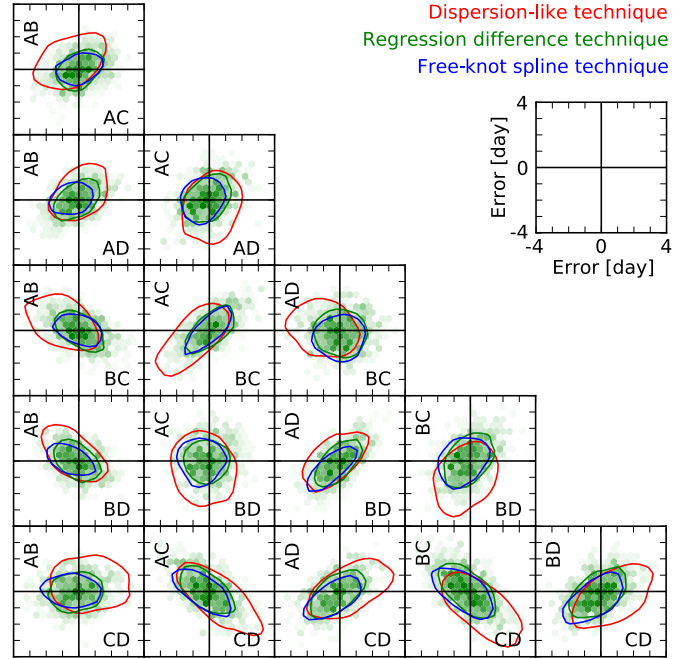 Dispersion-like technique
Regression difference technique
Free-knot spline technique
AB
AC
4
0
-4
Error [day]
-4 0 4
Error [day]
AB
AD
AC
AD
AB
BC
AC
BC
AD
BC
AB
BD
AC
BD
AD
BD
BC
BD
AB
CD
AC
CD
AD
CD
BC
CD
BD
CD